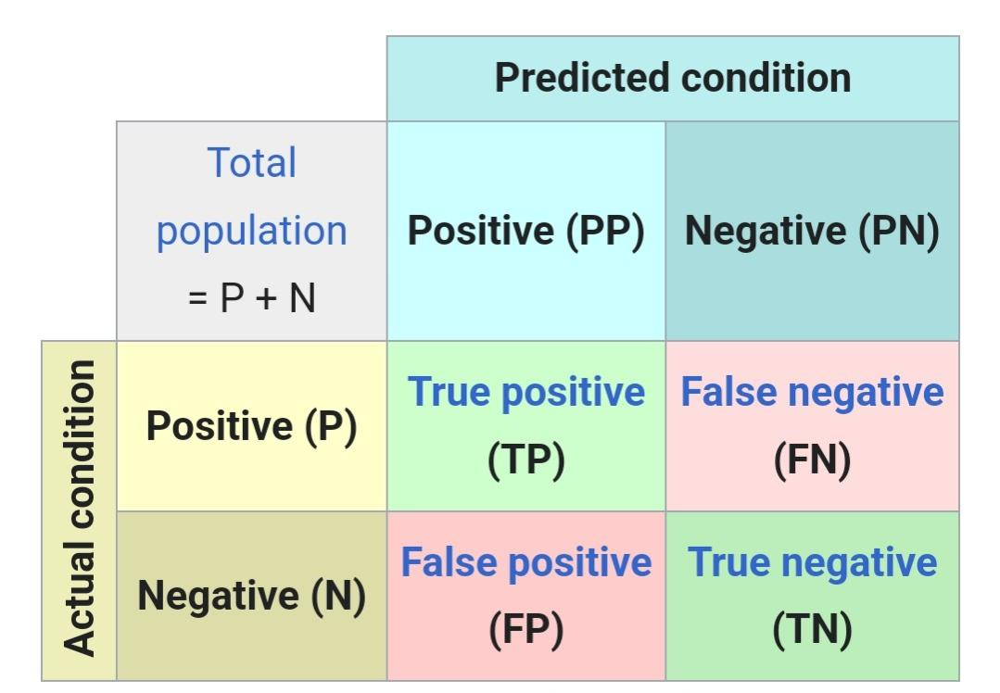 Predicted condition
Total
population
= P + N
Positive (PP)
Negative (PN)
Actual condition
Positive (P)
True positive
(TP)
False negative
(FN)
Negative (N)
False positive
(FP)
True negative
(TN)